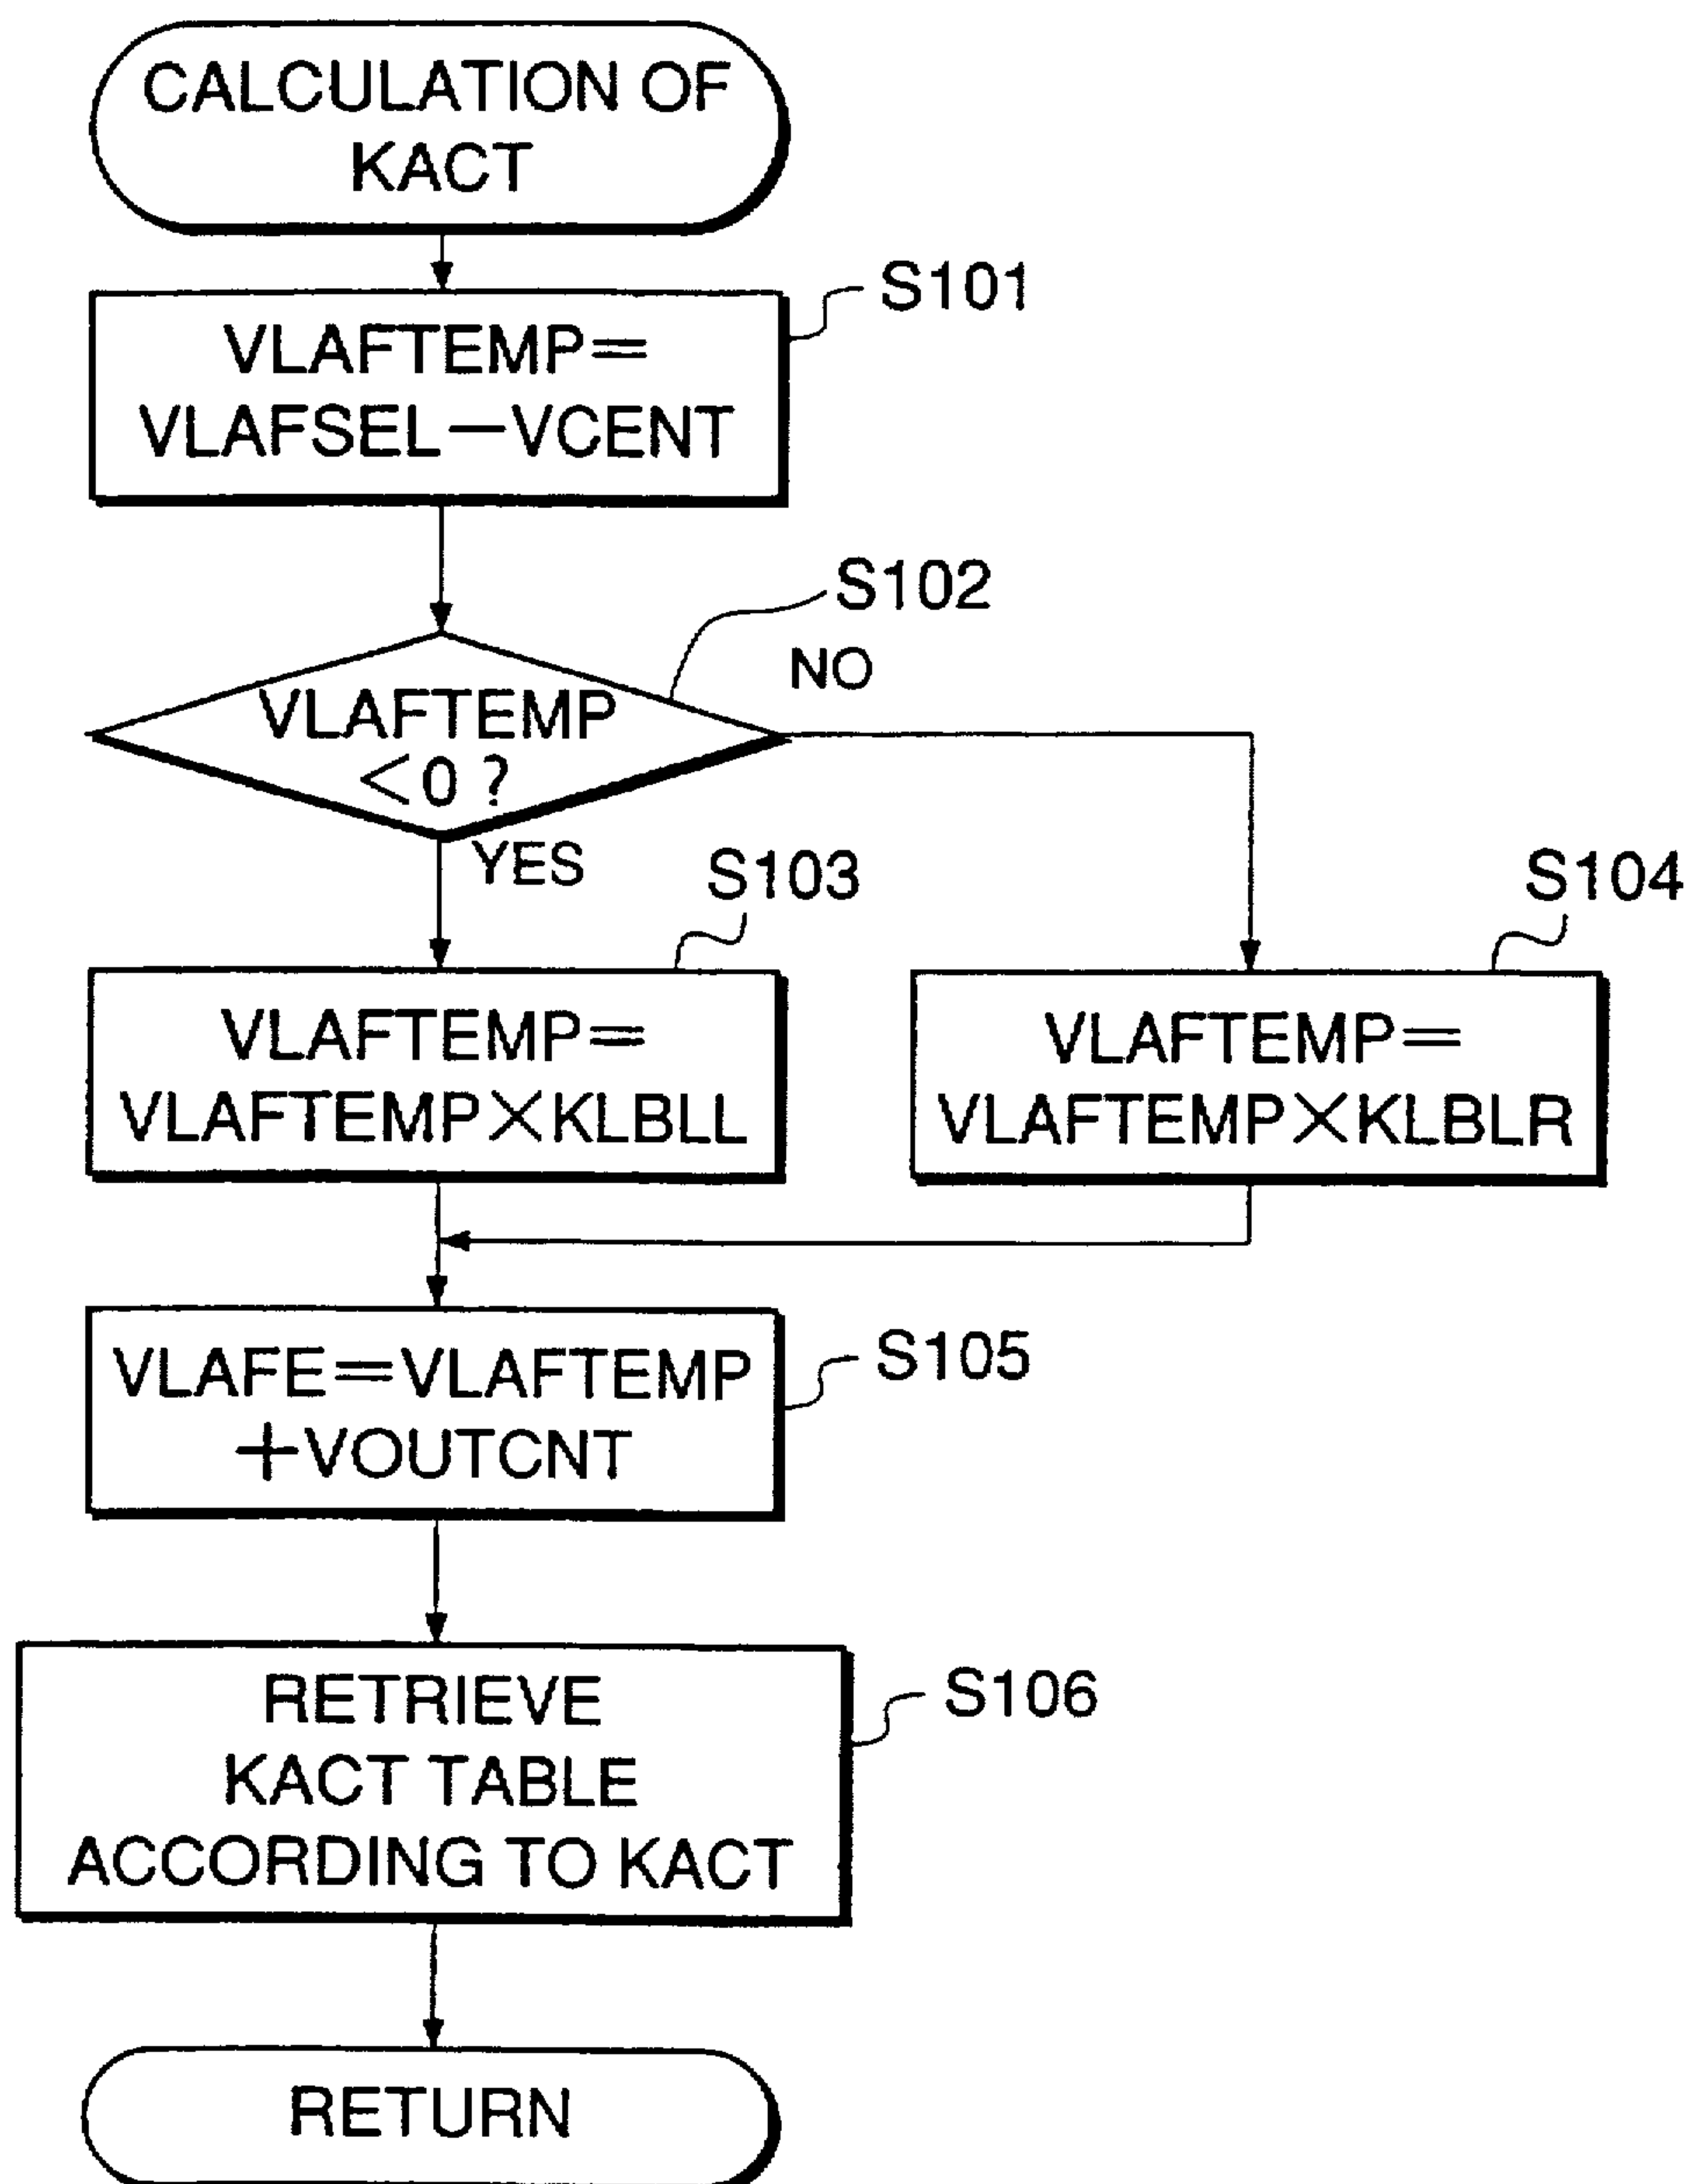 CALCULATION OF
KACT
S101
VLAFTEMP=
VLAFSEL−VCENT
S102
NO
VLAFTEMP
<0 ?
YES
S103
S104
VLAFTEMP=
VLAFTEMP×KLBLL
VLAFTEMP=
VLAFTEMP×KLBLR
S105
VLAFE=VLAFTEMP
+VOUTCNT
S106
RETRIEVE
KACT TABLE
ACCORDING TO KACT
RETURN